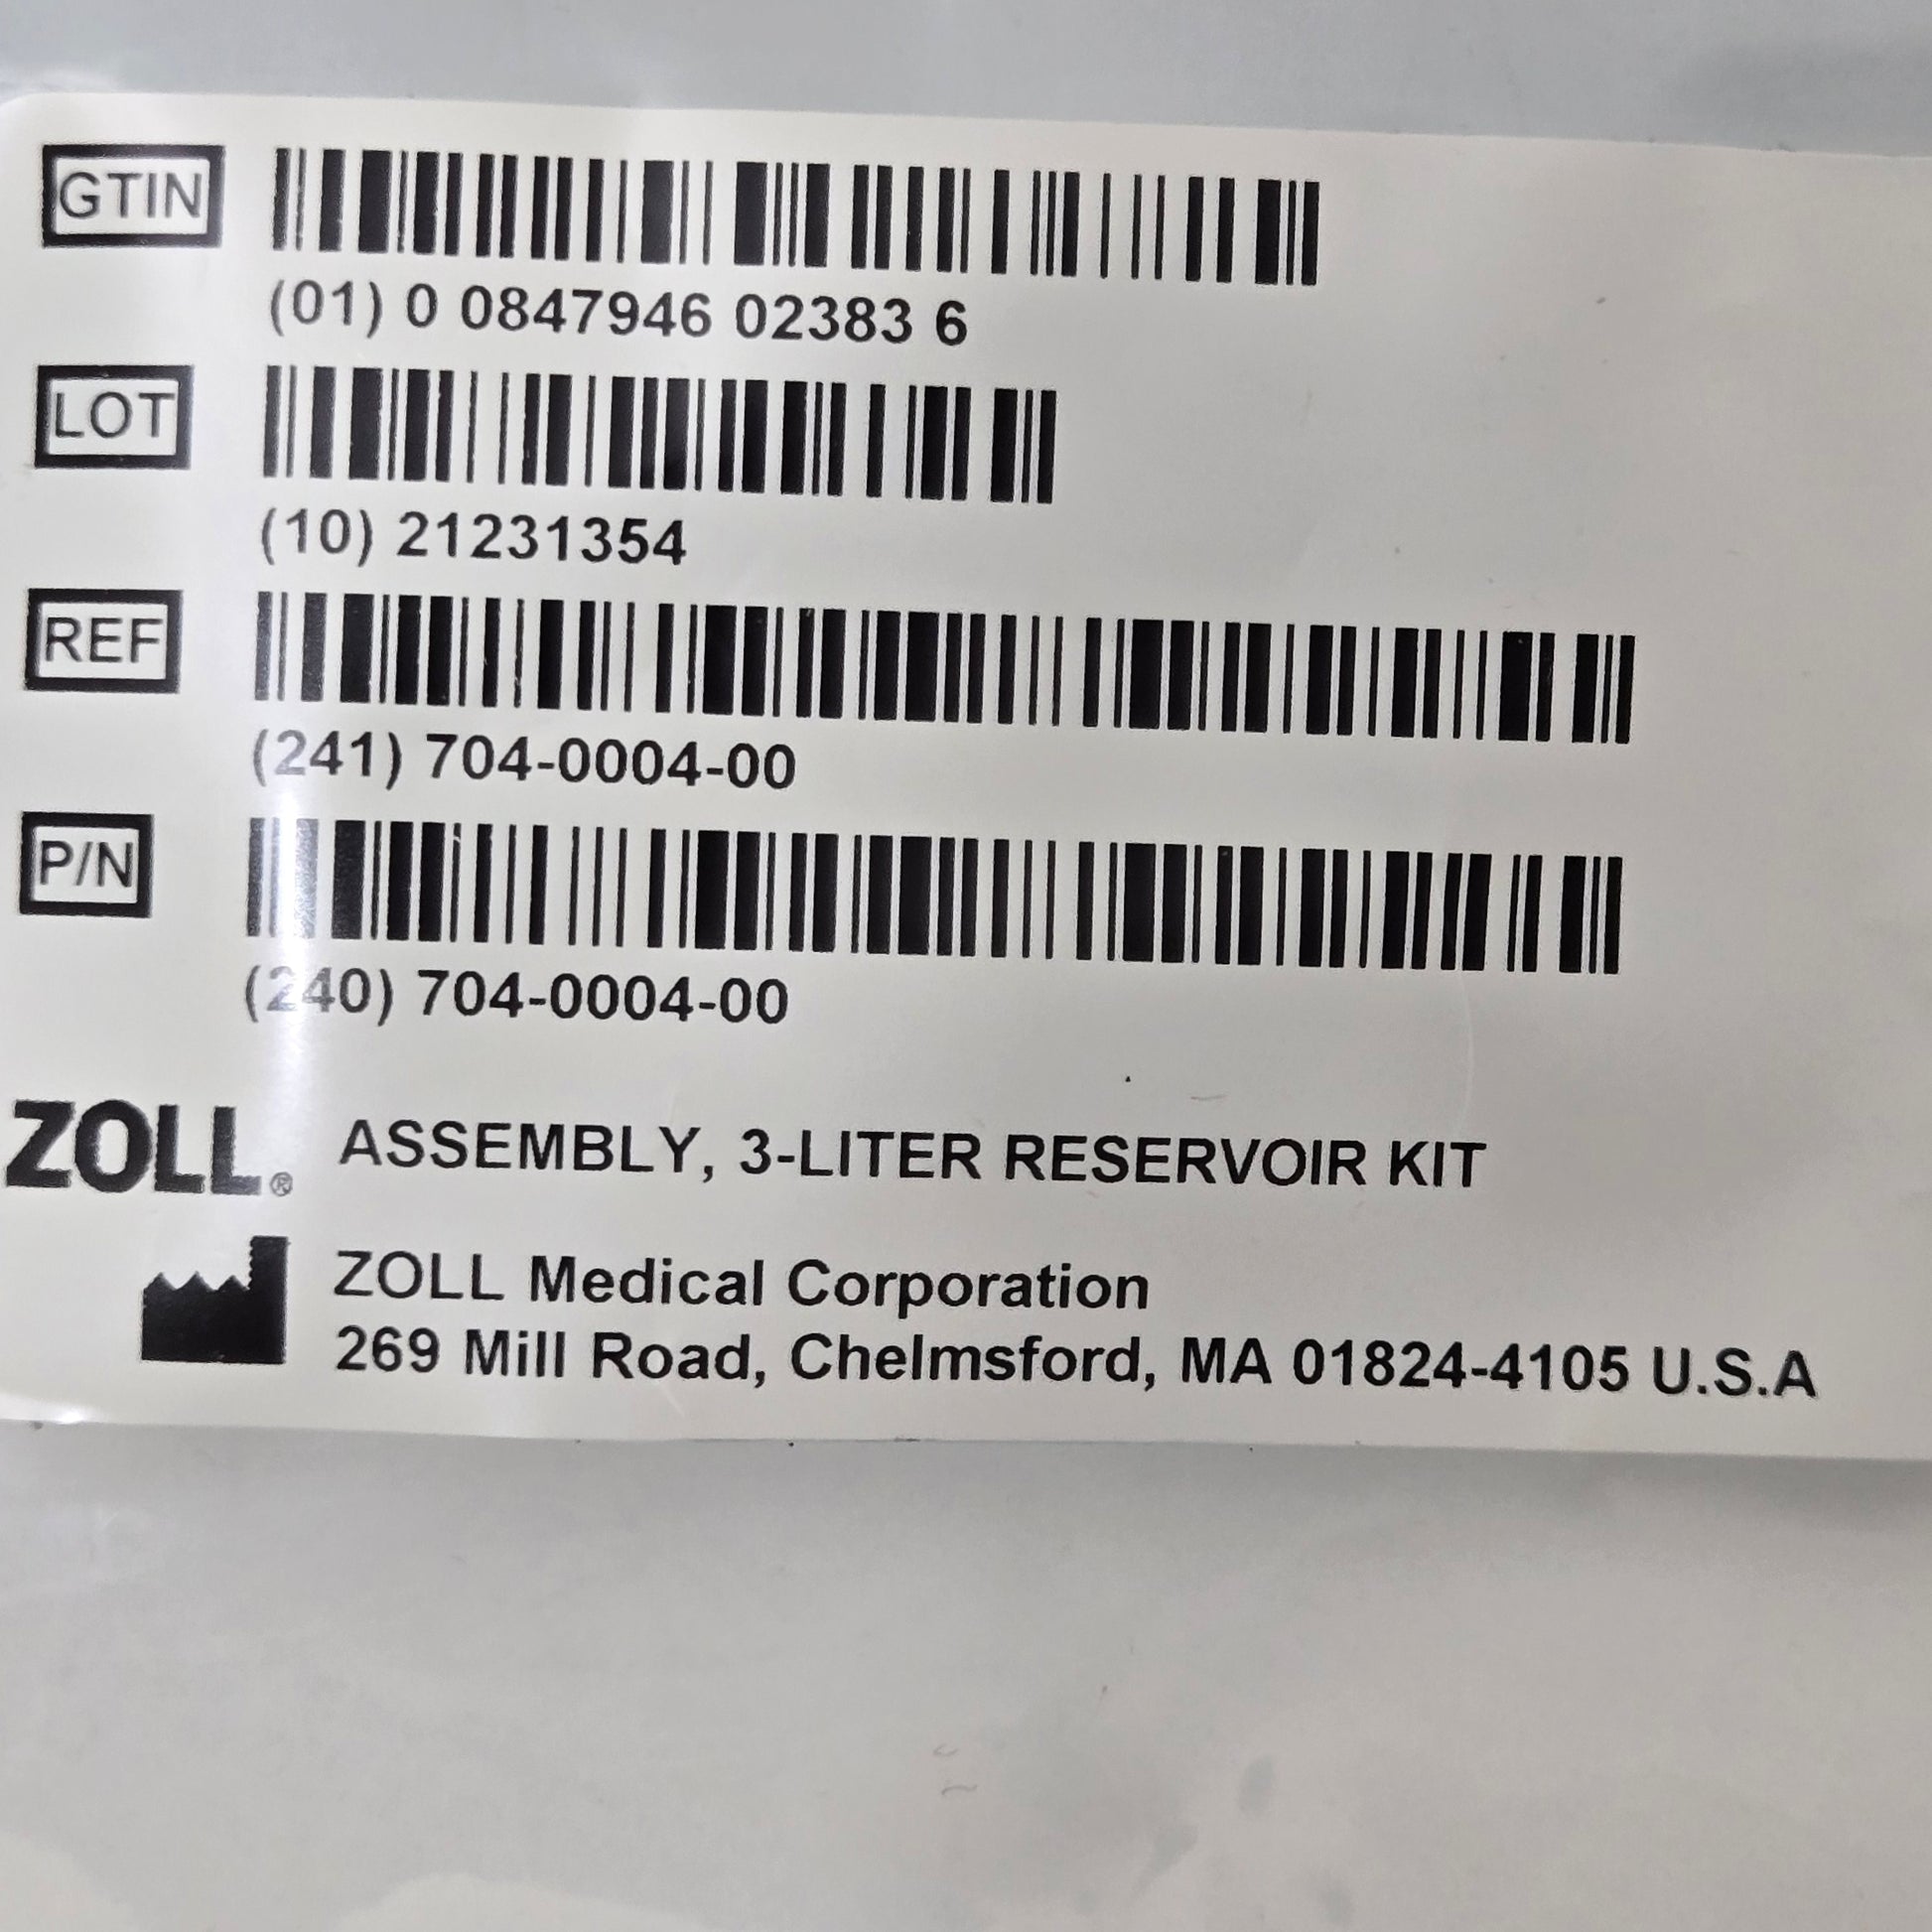 GTIN
(01) 0 0847946 02383 6
LOT
(10) 21231354
REF
(241) 704-0004-00
P/N
(240) 704-0004-00
ZOLL® ASSEMBLY, 3-LITER RESERVOIR KIT
ZOLL Medical Corporation
269 Mill Road, Chelmsford, MA 01824-4105 U.S.A